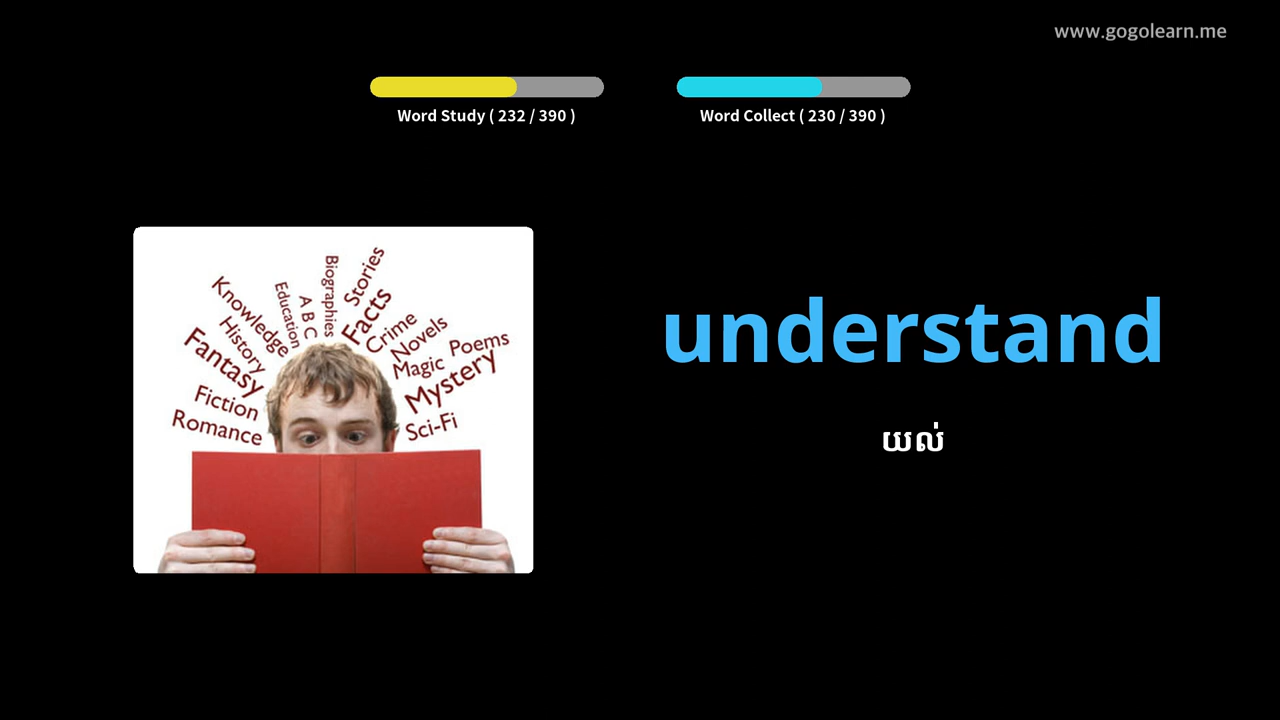 www.gogolearn.me
Word Study ( 232 / 390 )
Word Collect ( 230 / 390 )
understand
យល់
Romance
Fiction
Fantasy
History
Knowledge
Education
A B C
Biographies
Stories
Facts
Crime
Novels
Magic
Poems
Mystery
Sci-Fi